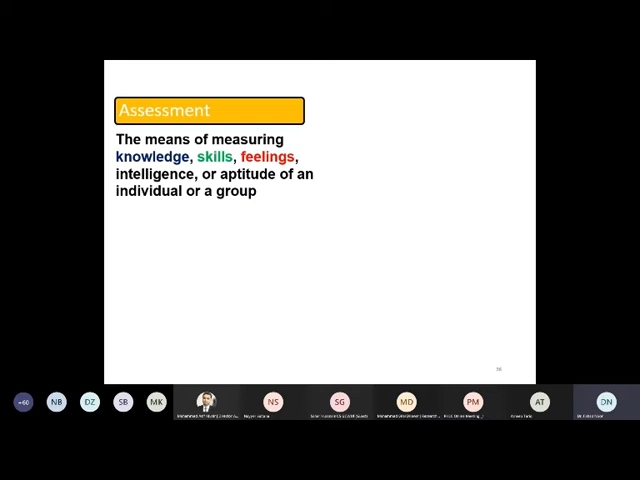 Assessment
The means of measuring
knowledge, skills, feelings,
intelligence, or aptitude of an
individual or a group
+60
NB
DZ
SB
MK
NS
SG
MD
PM
AT
DN